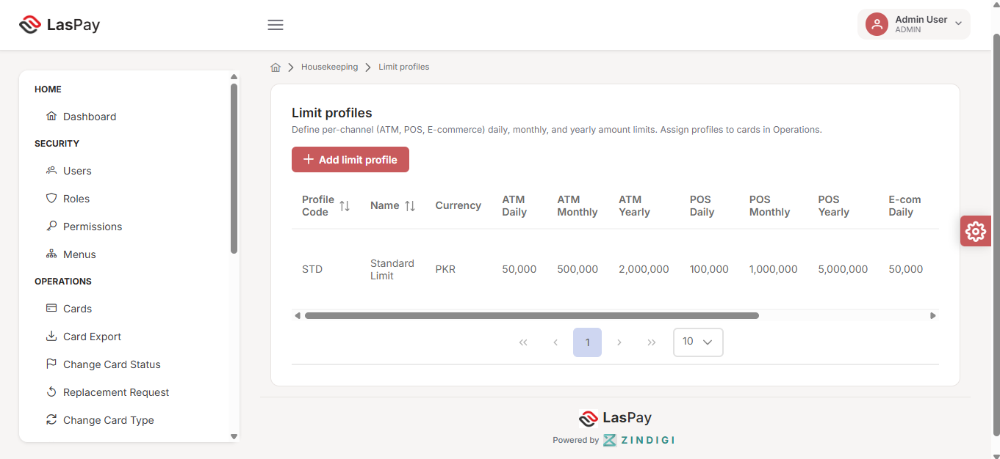 LasPay
Admin User
ADMIN
HOME
Dashboard
SECURITY
Users
Roles
Permissions
Menus
OPERATIONS
Cards
Card Export
Change Card Status
Replacement Request
Change Card Type
Housekeeping
Limit profiles
Limit profiles
Define per-channel (ATM, POS, E-commerce) daily, monthly, and yearly amount limits. Assign profiles to cards in Operations.
Add limit profile
Profile Code Name Currency ATM Daily ATM Monthly ATM Yearly POS Daily POS Monthly POS Yearly E-com Daily
STD Standard Limit PKR 50,000 500,000 2,000,000 100,000 1,000,000 5,000,000 50,000
1 10
LasPay
Powered by ZINDIGI